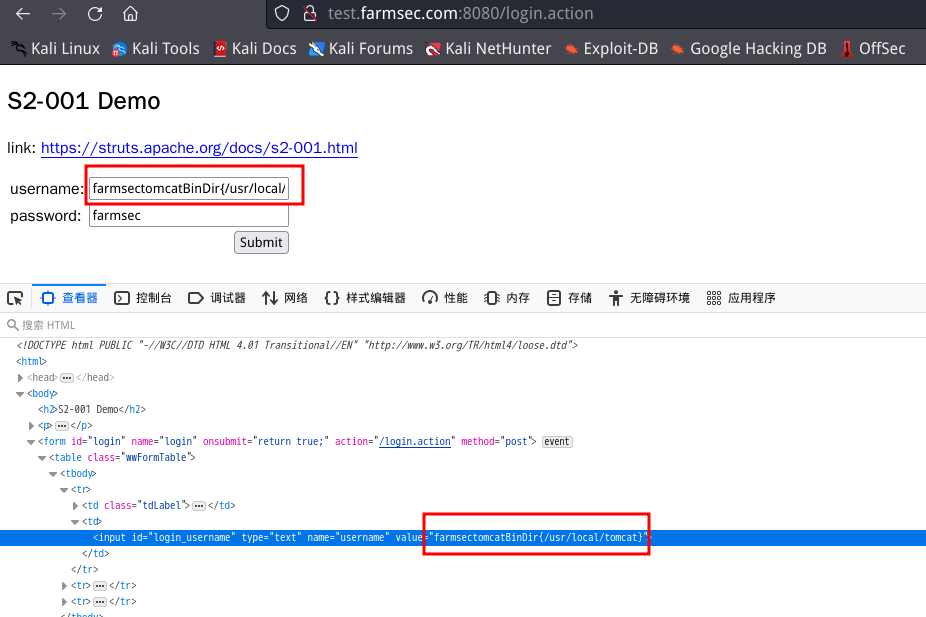 test.farmsec.com:8080/login.action
Kali Linux Kali Tools Kali Docs Kali Forums Kali NetHunter Exploit-DB Google Hacking DB OffSec
S2-001 Demo
link: https://struts.apache.org/docs/s2-001.html
username: farmsectomcatBinDir{/usr/local/
password: farmsec
Submit
查看器 控制台 调试器 网络 样式编辑器 性能 内存 存储 无障碍环境 应用程序
搜索 HTML
<!DOCTYPE html PUBLIC "-//W3C//DTD HTML 4.01 Transitional//EN" "http://www.w3.org/TR/html4/loose.dtd">
<html>
<head> ••• </head>
<body>
<h2>S2-001 Demo</h2>
<p> ••• </p>
<form id="login" name="login" onsubmit="return true;" action="/login.action" method="post"> event
<table class="wwFormTable">
<tbody>
<tr>
<td class="tdLabel"> ••• </td>
<td>
<input id="login_username" type="text" name="username" value="farmsectomcatBinDir{/usr/local/tomcat}">
</td>
</tr>
<tr> ••• </tr>
<tr> ••• </tr>
</tbody>